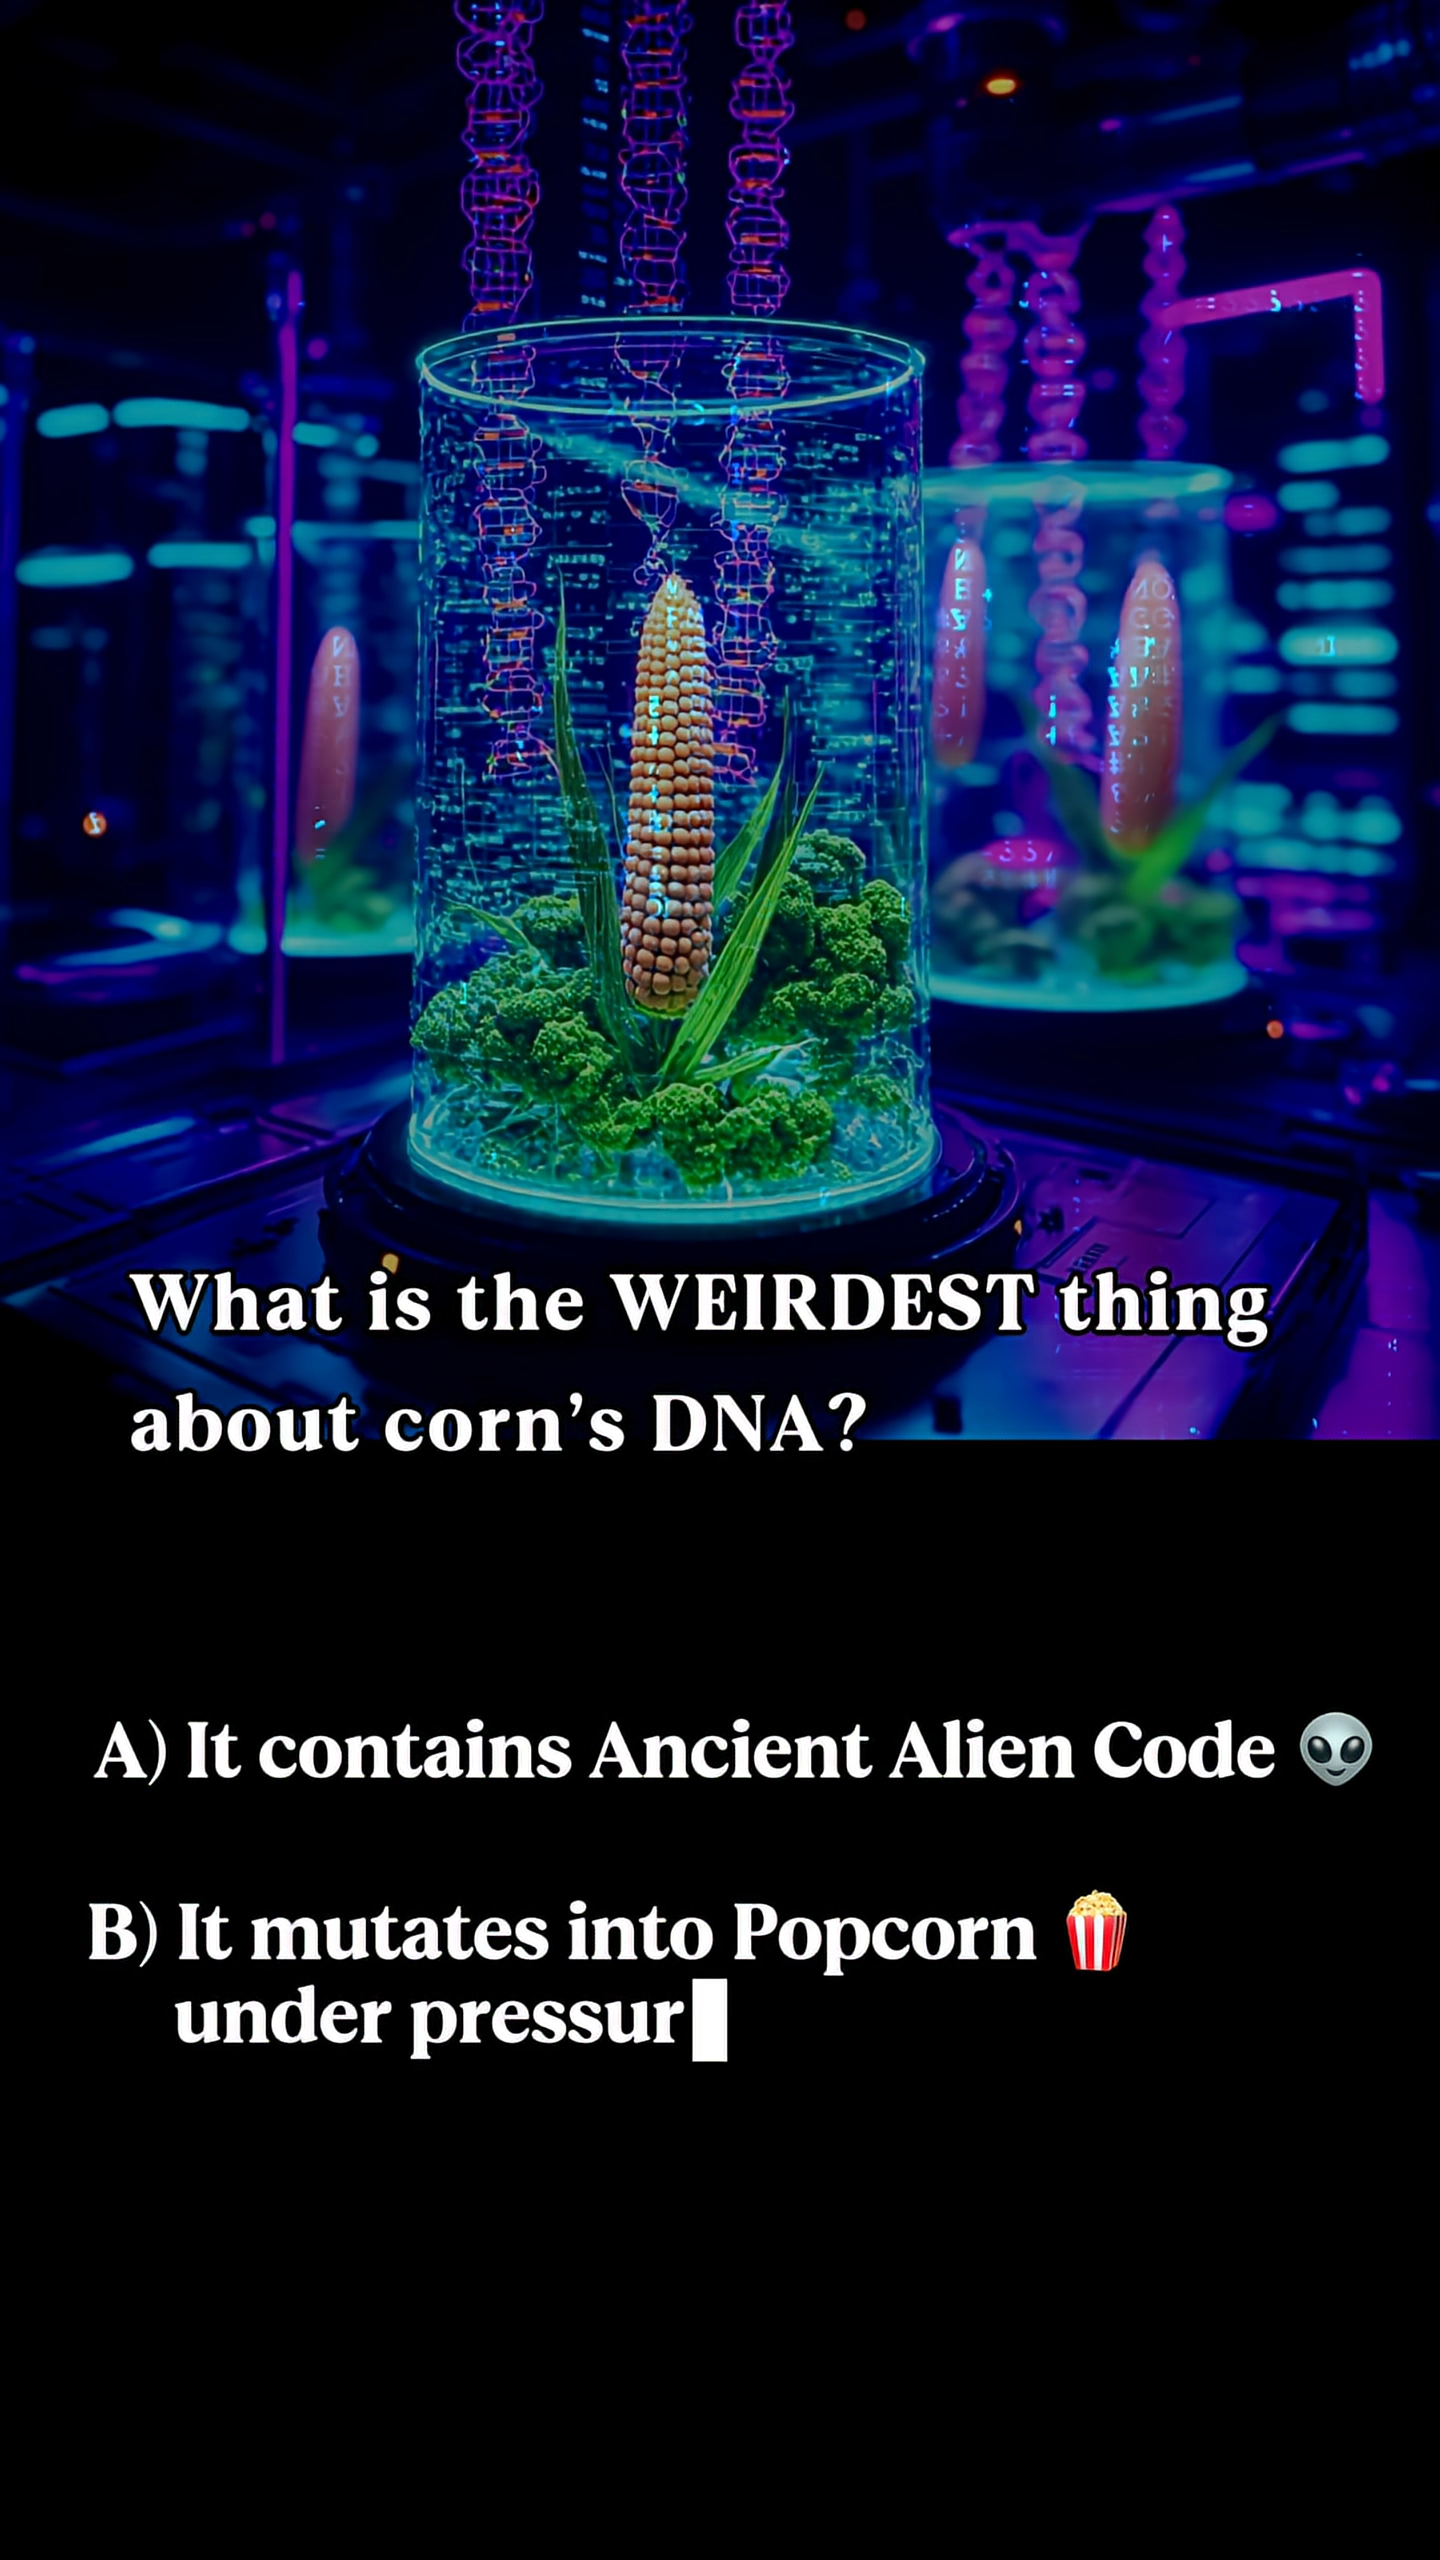 What is the WEIRDEST thing
about corn’s DNA?
A) It contains Ancient Alien Code 👽
B) It mutates into Popcorn 🍿
under pressur